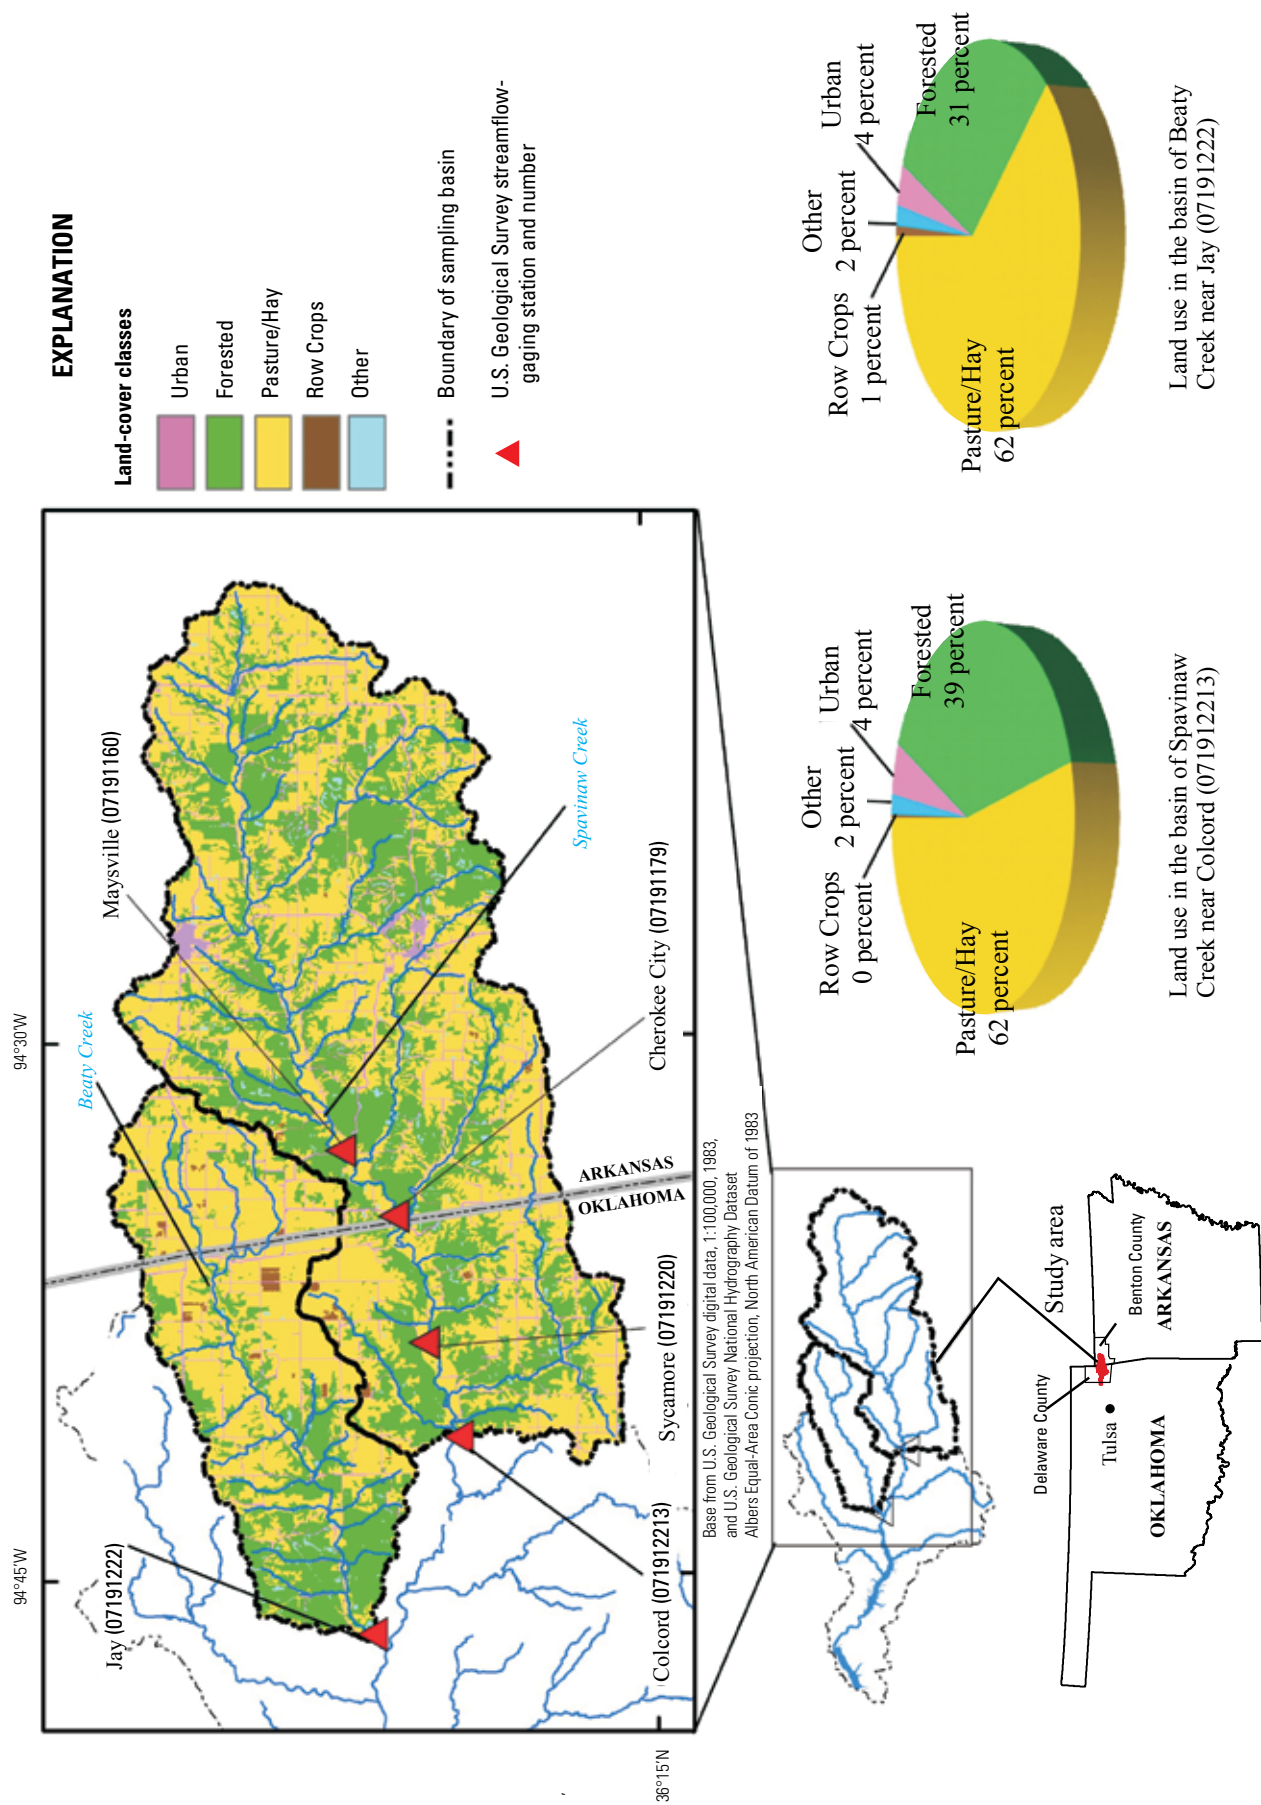 94°45'W
94°30'W
Jay (07191222)
Beaty Creek
Maysville (07191160)
Spavinaw Creek
OKLAHOMA
ARKANSAS
Colcord (071912213)
Sycamore (07191220)
Cherokee City (07191179)
36°15'N
EXPLANATION
Land-cover classes
Urban
Forested
Pasture/Hay
Row Crops
Other
Boundary of sampling basin
U.S. Geological Survey streamflow-
gaging station and number
Base from U.S. Geological Survey digital data, 1:100,000, 1983,
and U.S. Geological Survey National Hydrography Dataset
Albers Equal-Area Conic projection, North American Datum of 1983
Study area
Delaware County
Benton County
Tulsa
OKLAHOMA
ARKANSAS
Row Crops
0 percent
Other
2 percent
Urban
4 percent
Forested
39 percent
Pasture/Hay
62 percent
Land use in the basin of Spavinaw
Creek near Colcord (071912213)
Row Crops
1 percent
Other
2 percent
Urban
4 percent
Forested
31 percent
Pasture/Hay
62 percent
Land use in the basin of Beaty
Creek near Jay (07191222)